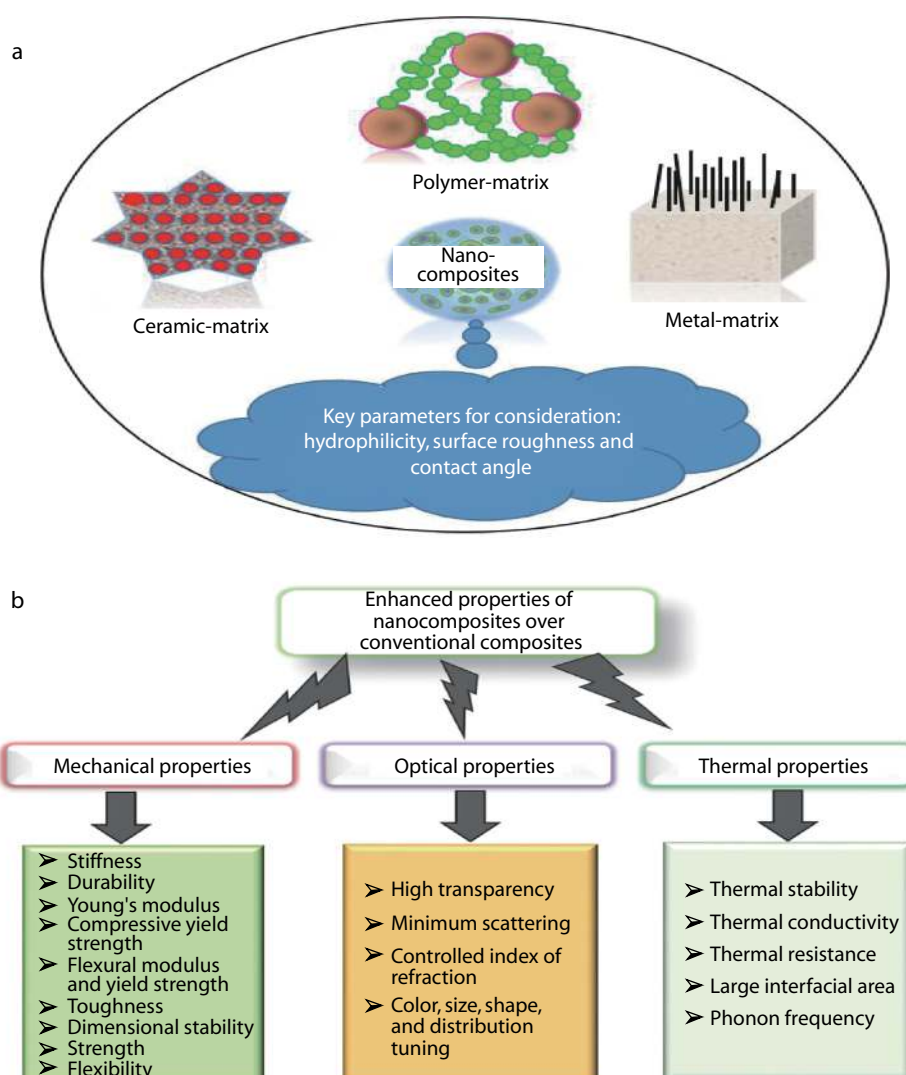 a
Polymer-matrix
Nano-
composites
Ceramic-matrix
Metal-matrix
Key parameters for consideration:
hydrophilicity, surface roughness and
contact angle
b
Enhanced properties of
nanocomposites over
conventional composites
Mechanical properties
Optical properties
Thermal properties
➢ Stiffness
➢ Durability
➢ Young's modulus
➢ Compressive yield
strength
➢ Flexural modulus
and yield strength
➢ Toughness
➢ Dimensional stability
➢ Strength
➢ Flexibility
➢ High transparency
➢ Minimum scattering
➢ Controlled index of
refraction
➢ Color, size, shape,
and distribution
tuning
➢ Thermal stability
➢ Thermal conductivity
➢ Thermal resistance
➢ Large interfacial area
➢ Phonon frequency